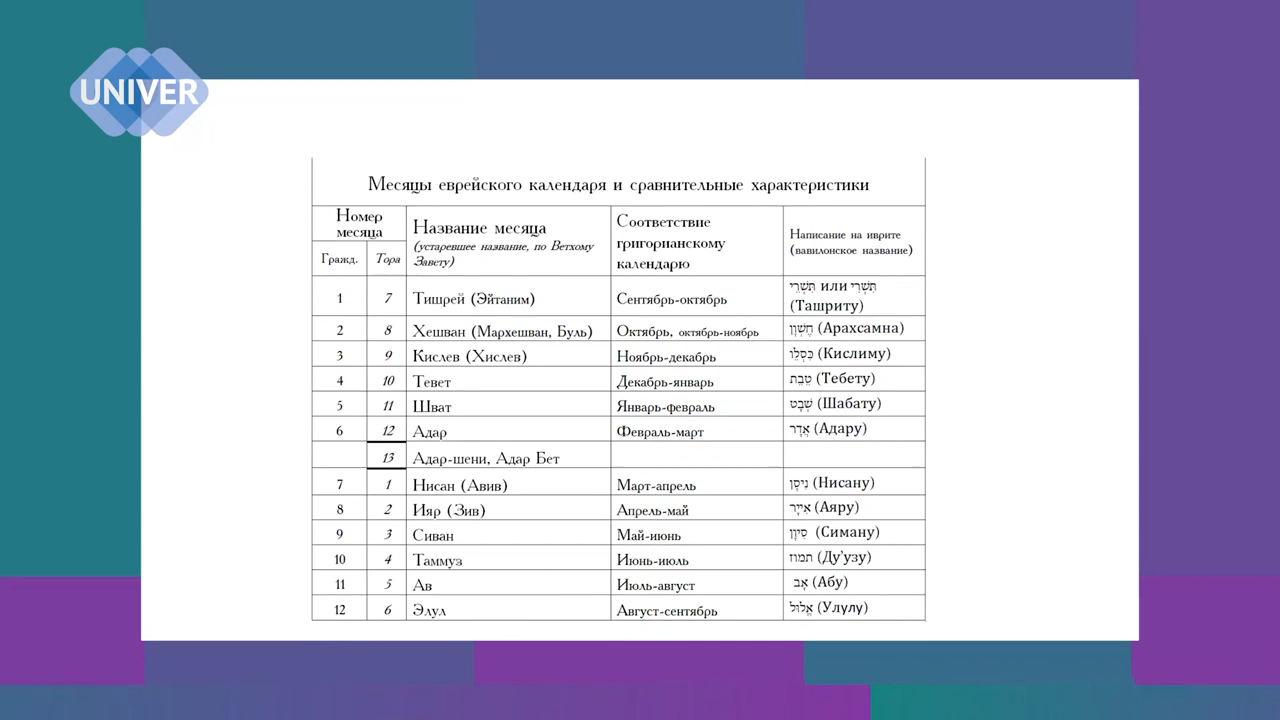 UNIVER
Месяцы еврейского календаря и сравнительные характеристики
Номер месяца
Название месяца
(устаревшее название, по Ветхому Завету)
Соответствие григорианскому календарю
Написание на иврите (вавилонское название)
Гражд. Тора
1 7 Тишрей (Эйтаним) Сентябрь-октябрь תִּשְׁרֵי или תִּשְׁרִי (Ташриту)
2 8 Хешван (Мархешван, Буль) Октябрь, октябрь-ноябрь חֶשְׁוָן (Арахсамна)
3 9 Кислев (Хислев) Ноябрь-декабрь כִּסְלֵו (Кислиму)
4 10 Тевет Декабрь-январь טֵבֵת (Тебету)
5 11 Шват Январь-февраль שְׁבָט (Шабату)
6 12 Адар Февраль-март אֲדָר (Адару)
13 Адар-шени, Адар Бет
7 1 Нисан (Авив) Март-апрель נִיסָן (Нисану)
8 2 Ияр (Зив) Апрель-май אִייָר (Аяру)
9 3 Сиван Май-июнь סִיוָן (Симану)
10 4 Таммуз Июнь-июль תמוז (Ду'узу)
11 5 Ав Июль-август אָב (Абу)
12 6 Элул Август-сентябрь אֱלוּל (Улулу)